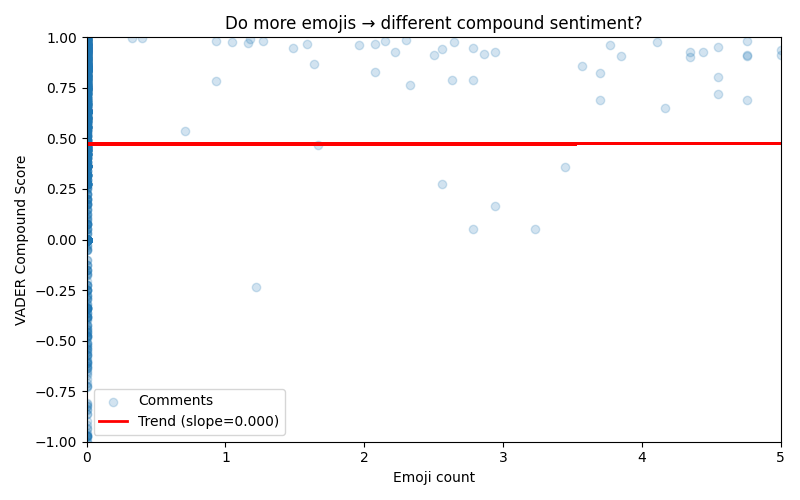 Do more emojis → different compound sentiment?
VADER Compound Score
1.00
0.75
0.50
0.25
0.00
−0.25
−0.50
−0.75
−1.00
Comments
Trend (slope=0.000)
0 1 2 3 4 5
Emoji count